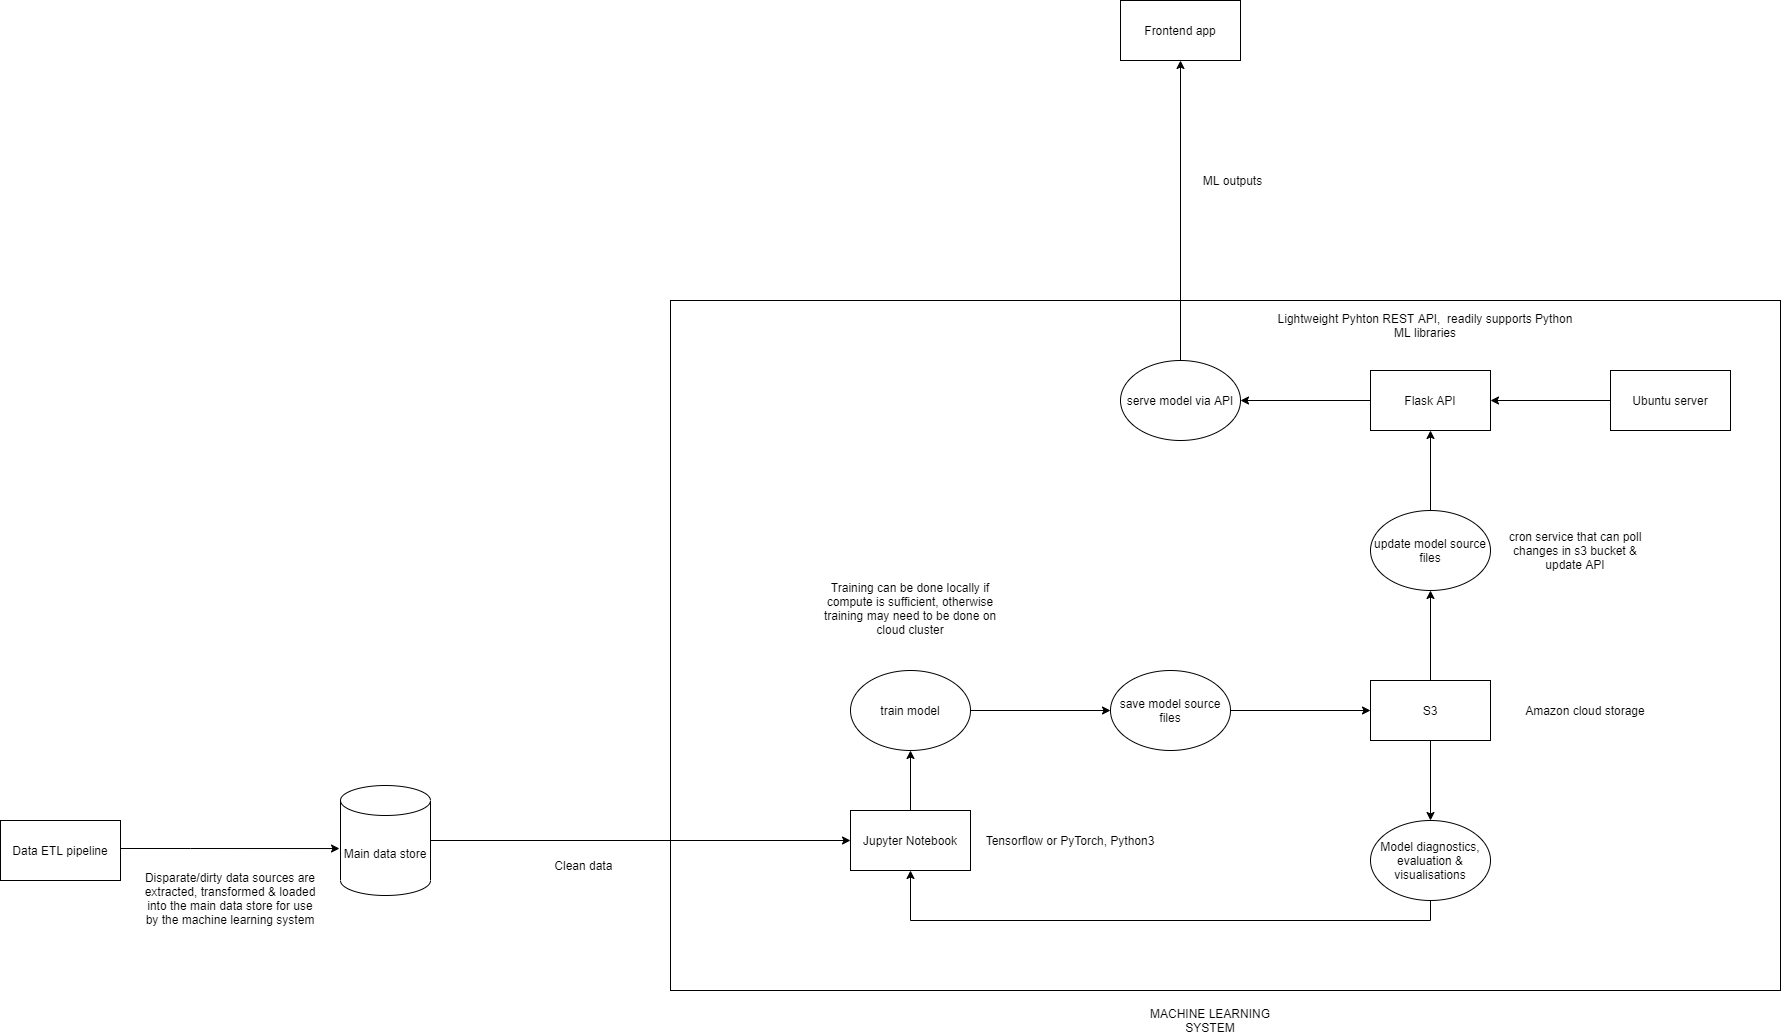 Frontend app
ML outputs
Lightweight Pyhton REST API,  readily supports Python
ML libraries
serve model via API
Flask API
Ubuntu server
update model source
files
cron service that can poll
changes in s3 bucket &
update API
Training can be done locally if
compute is sufficient, otherwise
training may need to be done on
cloud cluster
train model
save model source
files
S3
Amazon cloud storage
Data ETL pipeline
Main data store
Disparate/dirty data sources are
extracted, transformed & loaded
into the main data store for use
by the machine learning system
Clean data
Jupyter Notebook
Tensorflow or PyTorch, Python3
Model diagnostics,
evaluation &
visualisations
MACHINE LEARNING
SYSTEM